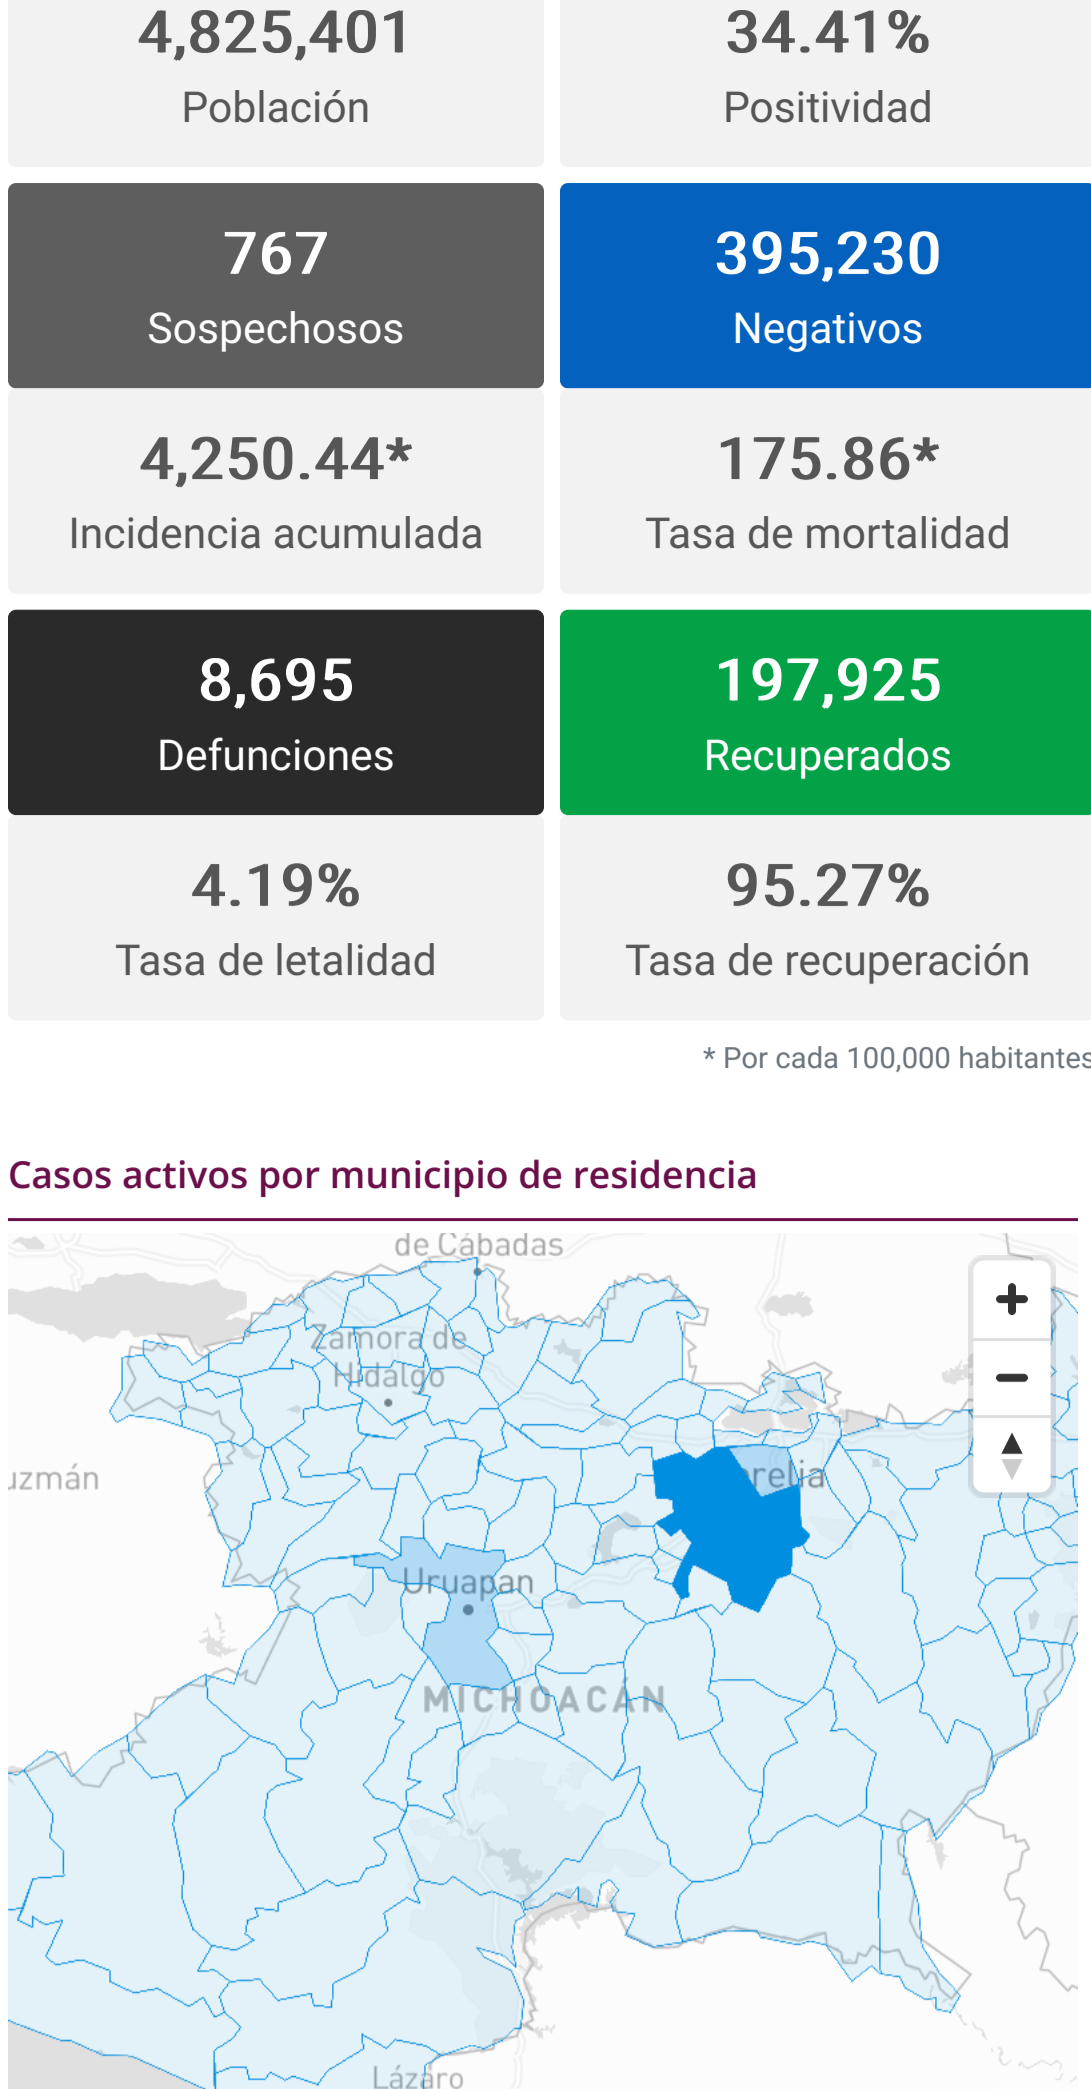 4,825,401
Población
34.41%
Positividad
767
Sospechosos
395,230
Negativos
4,250.44*
Incidencia acumulada
175.86*
Tasa de mortalidad
8,695
Defunciones
197,925
Recuperados
4.19%
Tasa de letalidad
95.27%
Tasa de recuperación
* Por cada 100,000 habitantes
Casos activos por municipio de residencia
de Cábadas
Zamora de
Hidalgo
uzmán
relia
Uruapan
MICHOACÁN
Lázaro